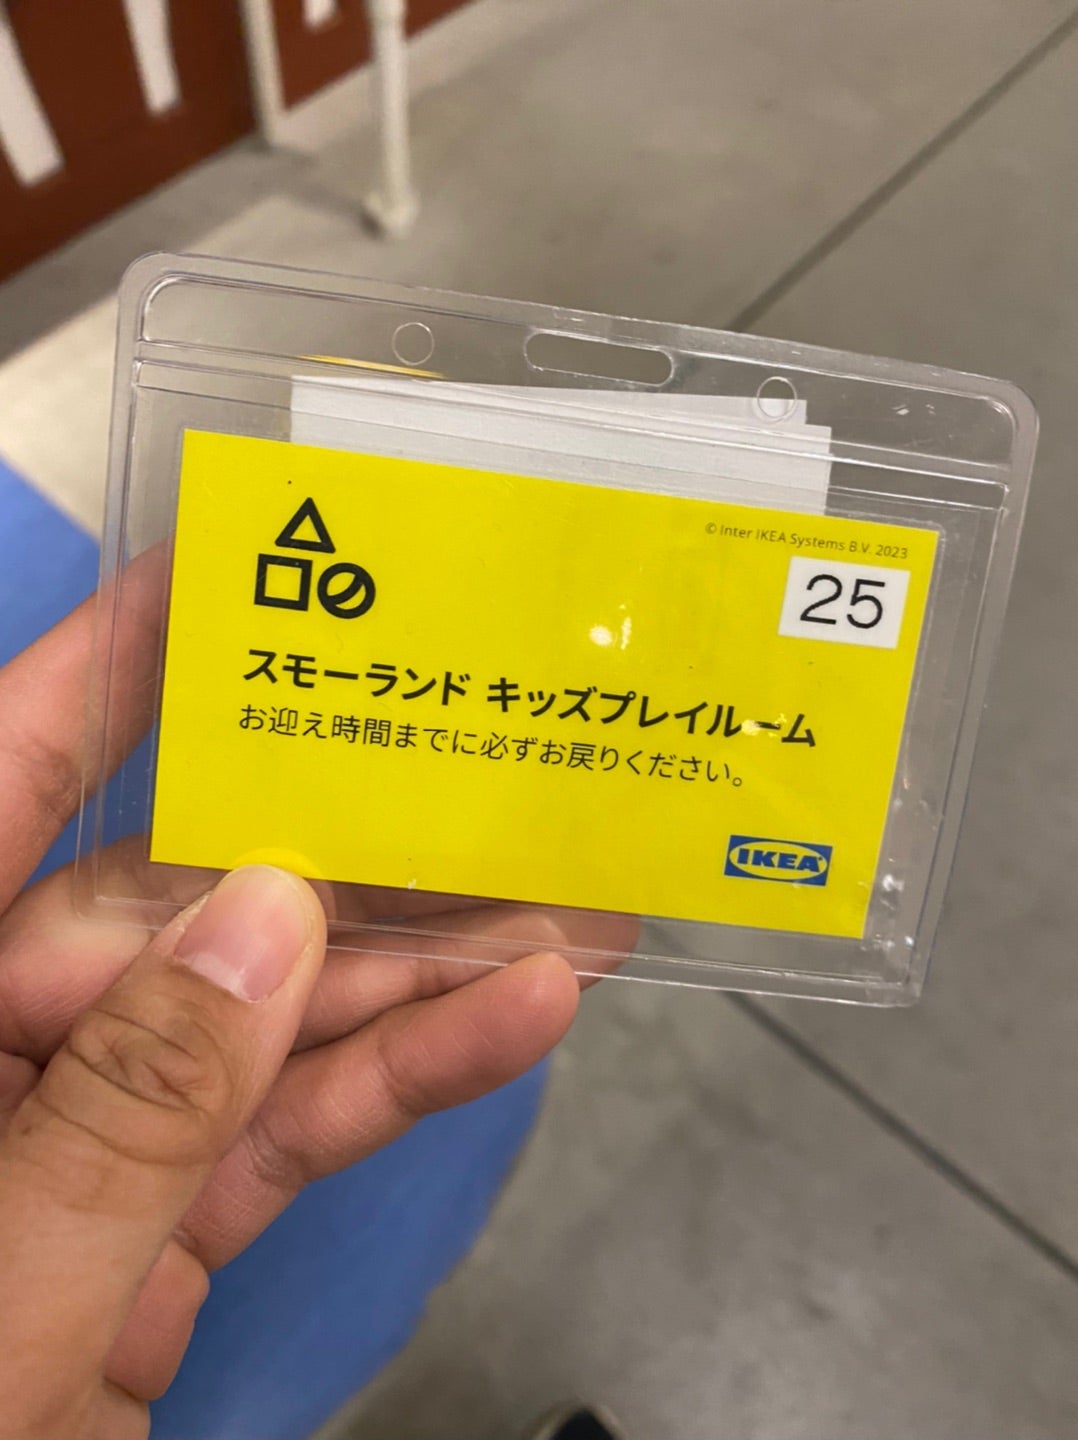 © Inter IKEA Systems B.V. 2023
25
スモーランド キッズプレイルーム
お迎え時間までに必ずお戻りください。
IKEA